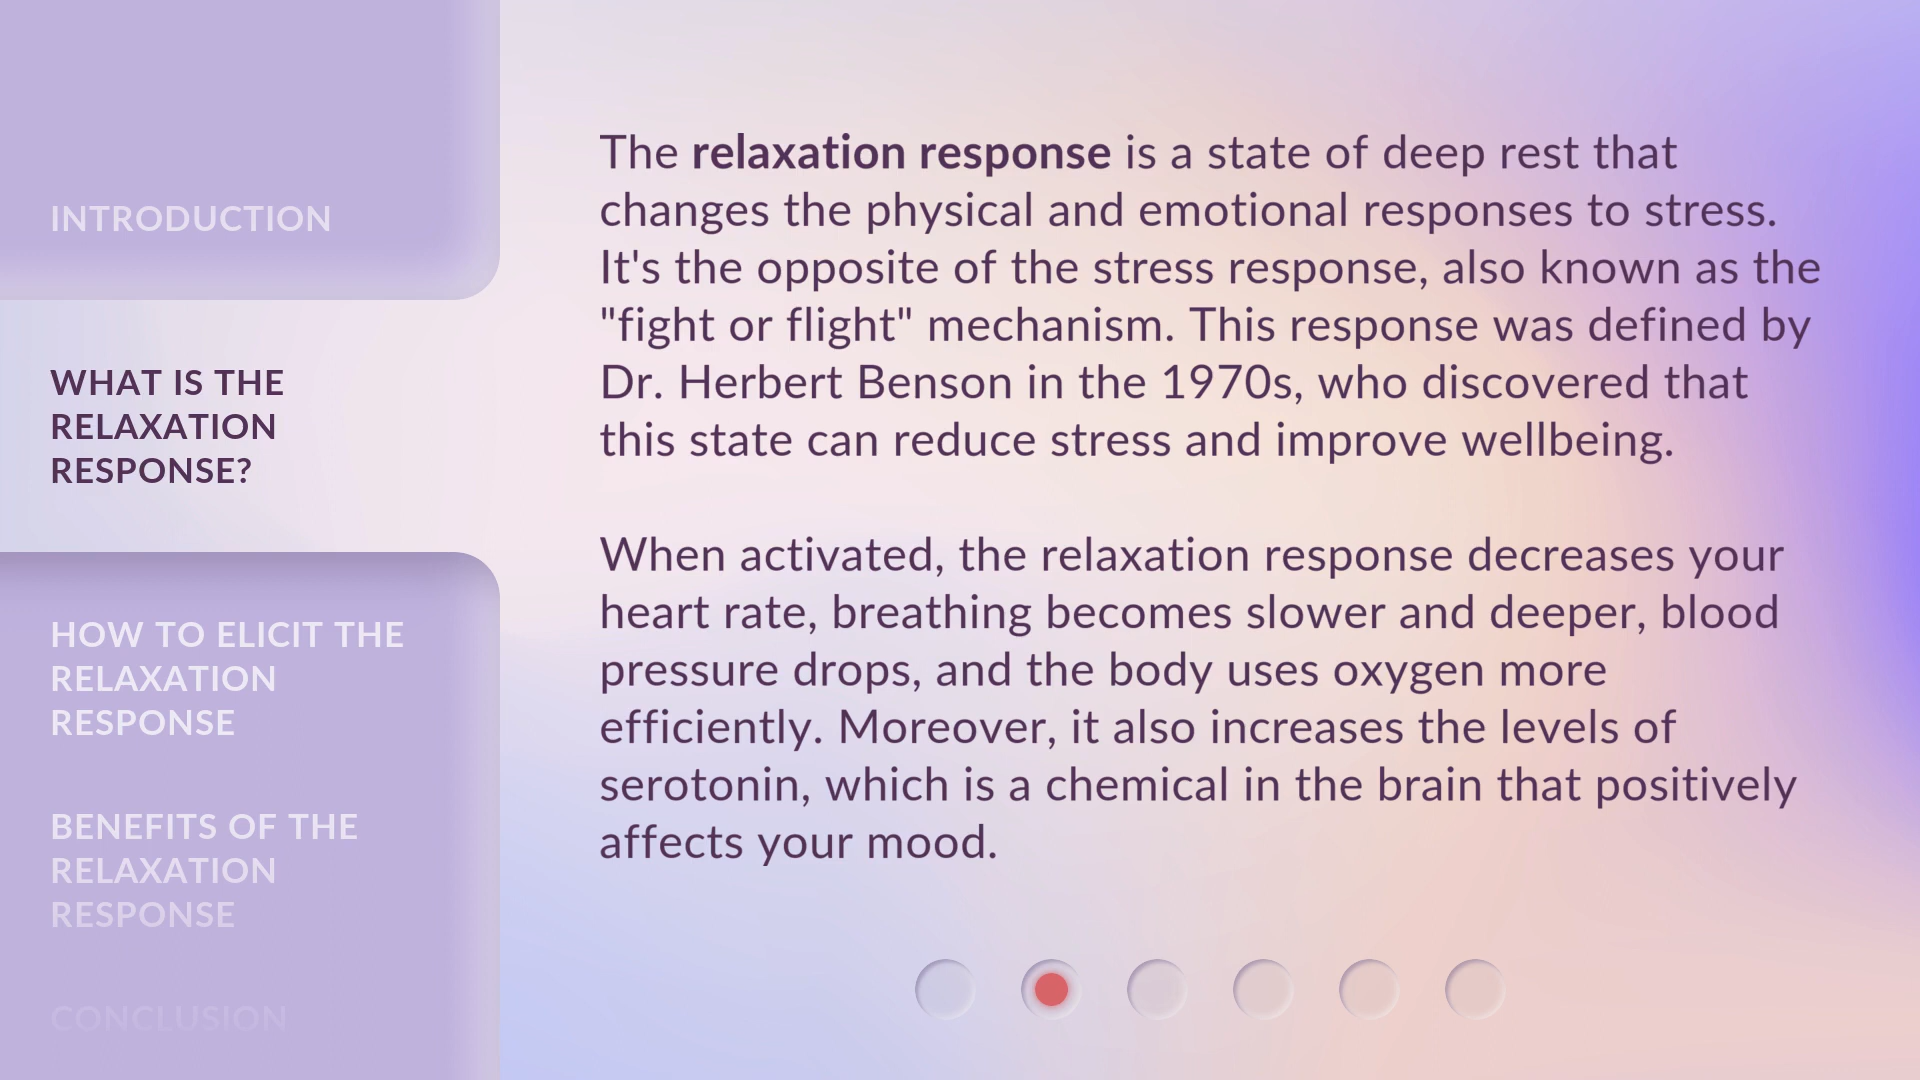 INTRODUCTION
WHAT IS THE
RELAXATION
RESPONSE?
HOW TO ELICIT THE
RELAXATION
RESPONSE
BENEFITS OF THE
RELAXATION
RESPONSE
CONCLUSION
The relaxation response is a state of deep rest that
changes the physical and emotional responses to stress.
It's the opposite of the stress response, also known as the
"fight or flight" mechanism. This response was defined by
Dr. Herbert Benson in the 1970s, who discovered that
this state can reduce stress and improve wellbeing.
When activated, the relaxation response decreases your
heart rate, breathing becomes slower and deeper, blood
pressure drops, and the body uses oxygen more
efficiently. Moreover, it also increases the levels of
serotonin, which is a chemical in the brain that positively
affects your mood.